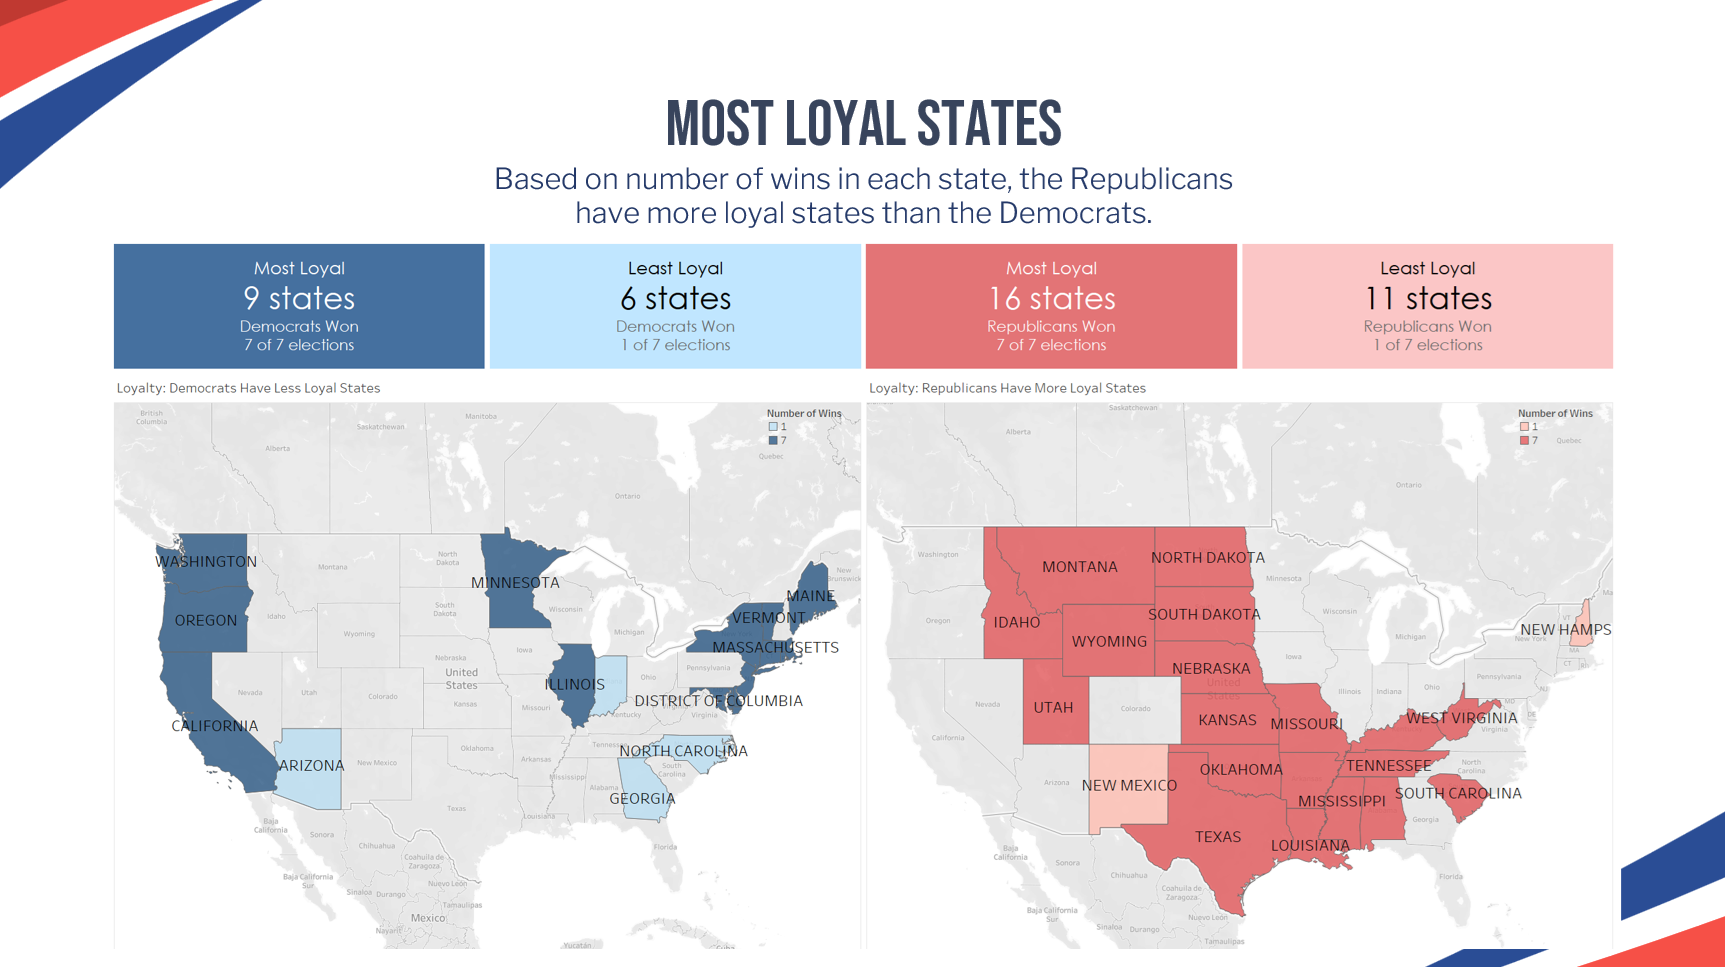 MOST LOYAL STATES
Based on number of wins in each state, the Republicans
have more loyal states than the Democrats.
Most Loyal
9 states
Democrats Won
7 of 7 elections
Least Loyal
6 states
Democrats Won
1 of 7 elections
Most Loyal
16 states
Republicans Won
7 of 7 elections
Least Loyal
11 states
Republicans Won
1 of 7 elections
Loyalty: Democrats Have Less Loyal States
British
Columbia
Alberta
Saskatchewan
Manitoba
Ontario
Quebec
Number of Wins
1
7
WASHINGTON
Montana
North
Dakota
MINNESOTA
New
Brunswick
MAINE
OREGON
Idaho
South
Dakota
Wisconsin
VERMONT
Wyoming
Michigan
MASSACHUSETTS
Iowa
Nebraska
Pennsylvania
United
States
ILLINOIS
Ohio
Nevada
Utah
Colorado
Kansas
Missouri
Kentucky
DISTRICT OF COLUMBIA
Virginia
CALIFORNIA
ARIZONA
New Mexico
Oklahoma
Arkansas
Tennessee
NORTH CAROLINA
South
Carolina
Mississippi
Alabama
GEORGIA
Texas
Louisiana
Florida
Baja
California
Sonora
Chihuahua
Coahuila de
Zaragoza
Baja California
Sur
Sinaloa
Durango
Nuevo León
Tamaulipas
Mexico
Nayarit
Yucatan
Cuba
Loyalty: Republicans Have More Loyal States
Saskatchewan
Alberta
Ontario
Quebec
Number of Wins
1
7
Washington
MONTANA
NORTH DAKOTA
Minnesota
Oregon
IDAHO
SOUTH DAKOTA
Wisconsin
WYOMING
Michigan
VT
NEW HAMPS
New York
MA
CT
RI
Ma
Iowa
NEBRASKA
United
States
Pennsylvania
Nevada
UTAH
Colorado
KANSAS
MISSOURI
Illinois
Indiana
Ohio
NJ
MD
DE
WEST VIRGINIA
Virginia
California
Arizona
NEW MEXICO
OKLAHOMA
TENNESSEE
North
Carolina
MISSISSIPPI
SOUTH CAROLINA
Georgia
TEXAS
LOUISIANA
Florida
Baja
California
Sonora
Chihuahua
Coahuila de
Zaragoza
Baja California
Sur
Sinaloa
Durango
Nuevo León
Tamaulipas